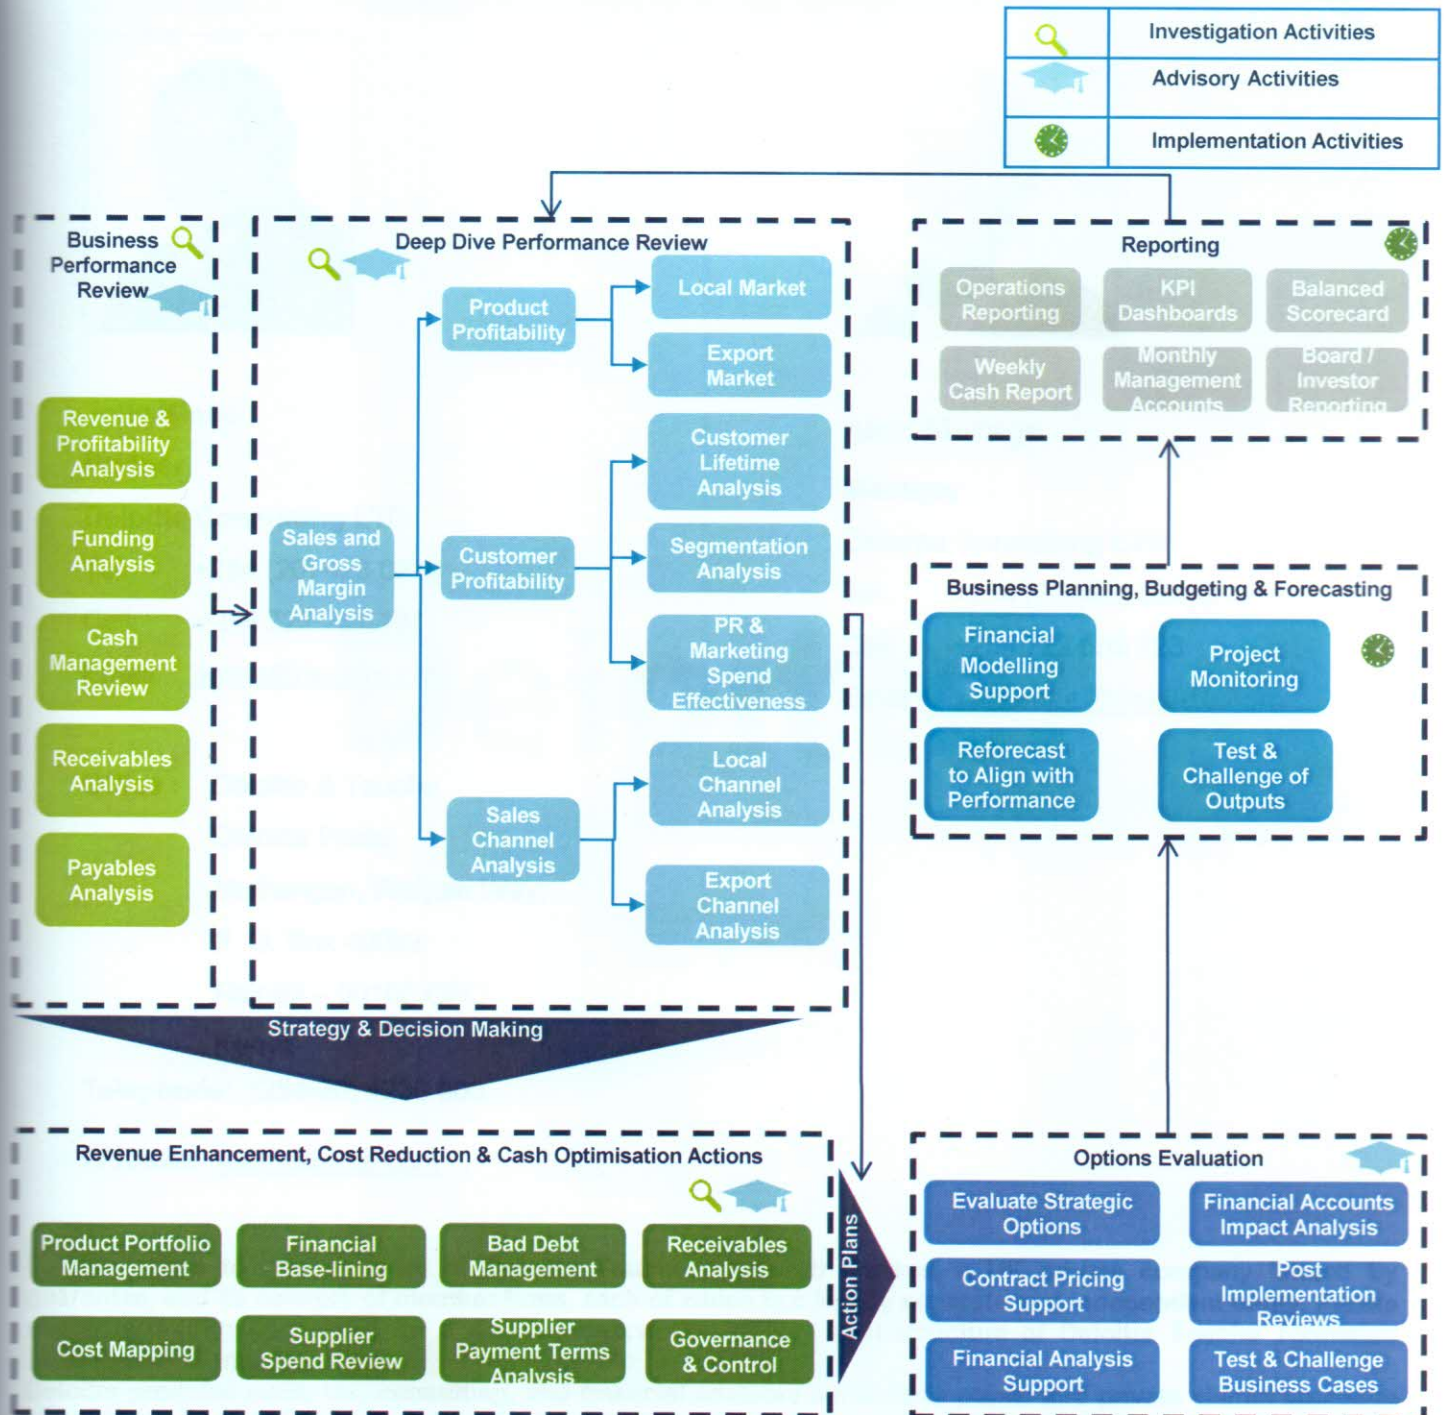 Investigation Activities
Advisory Activities
Implementation Activities
Business
Performance
Review
Revenue &
Profitability
Analysis
Funding
Analysis
Cash
Management
Review
Receivables
Analysis
Payables
Analysis
Deep Dive Performance Review
Sales and
Gross
Margin
Analysis
Product
Profitability
Local Market
Export
Market
Customer
Profitability
Customer
Lifetime
Analysis
Segmentation
Analysis
PR &
Marketing
Spend
Effectiveness
Sales
Channel
Analysis
Local
Channel
Analysis
Export
Channel
Analysis
Strategy & Decision Making
Revenue Enhancement, Cost Reduction & Cash Optimisation Actions
Product Portfolio
Management
Financial
Base-lining
Bad Debt
Management
Receivables
Analysis
Cost Mapping
Supplier
Spend Review
Supplier
Payment Terms
Analysis
Governance
& Control
Action Plans
Options Evaluation
Evaluate Strategic
Options
Financial Accounts
Impact Analysis
Contract Pricing
Support
Post
Implementation
Reviews
Financial Analysis
Support
Test & Challenge
Business Cases
Business Planning, Budgeting & Forecasting
Financial
Modelling
Support
Project
Monitoring
Reforecast
to Align with
Performance
Test &
Challenge of
Outputs
Reporting
Operations
Reporting
KPI
Dashboards
Balanced
Scorecard
Weekly
Cash Report
Monthly
Management
Accounts
Board /
Investor
Reporting